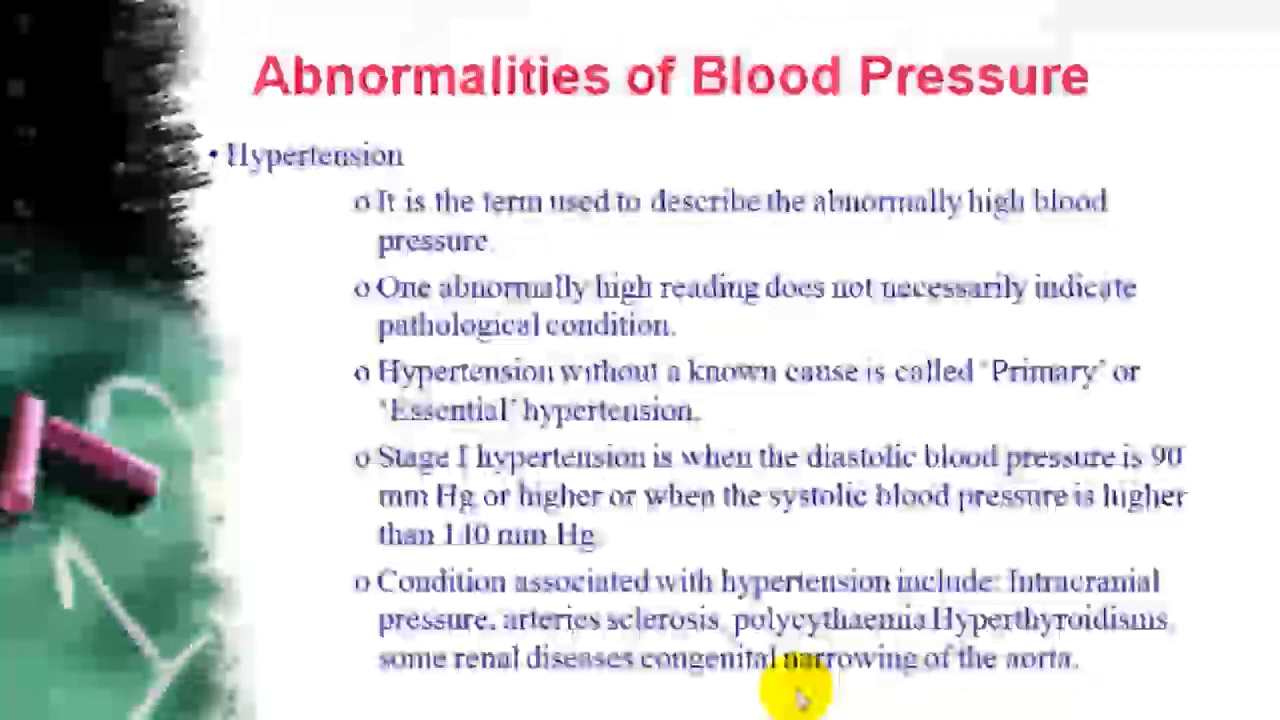 Abnormalities of Blood Pressure
• Hypertension
o It is the term used to describe the abnormally high blood
pressure.
o One abnormally high reading does not necessarily indicate
pathological condition.
o Hypertension without a known cause is called 'Primary' or
'Essential' hypertension.
o Stage I hypertension is when the diastolic blood pressure is 90
mm Hg or higher or when the systolic blood pressure is higher
than 140 mm Hg.
o Condition associated with hypertension include: Intracranial
pressure, arteries sclerosis, polycythaemia Hyperthyroidisms,
some renal diseases congenital narrowing of the aorta.